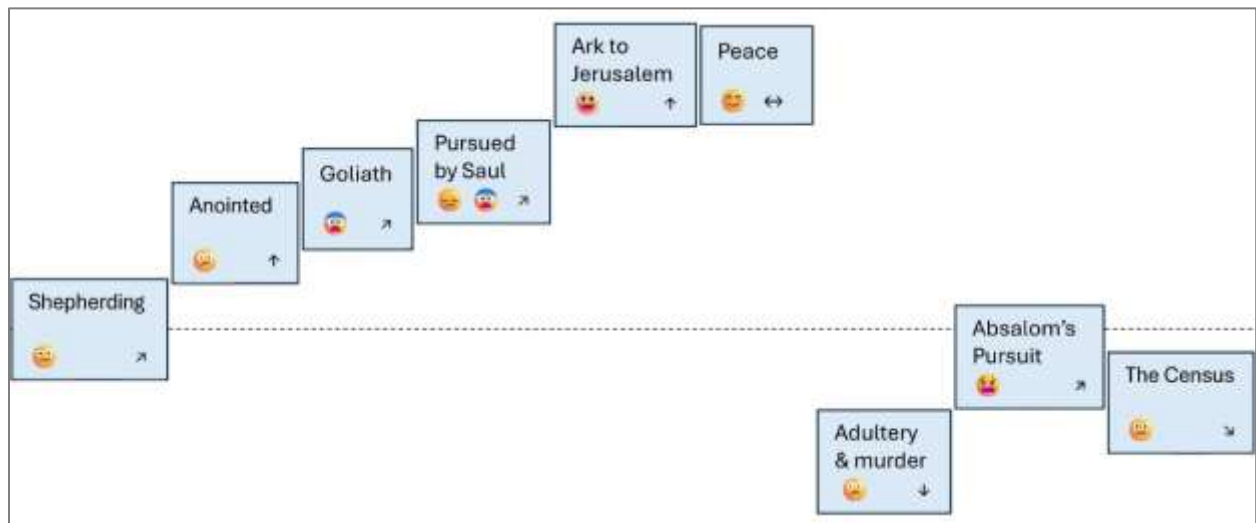 Shepherding
Anointed
Goliath
Pursued
by Saul
Ark to
Jerusalem
Peace
Adultery
& murder
Absalom's
Pursuit
The Census